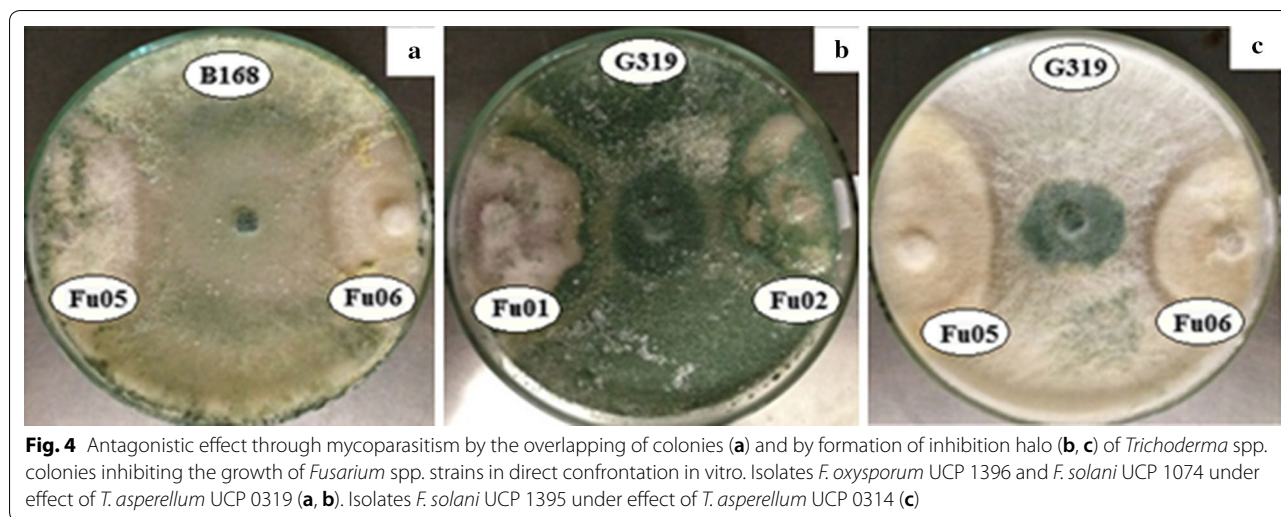 a
B168
Fu05
Fu06
b
G319
Fu01
Fu02
c
G319
Fu05
Fu06
Fig. 4 Antagonistic effect through mycoparasitism by the overlapping of colonies (a) and by formation of inhibition halo (b, c) of Trichoderma spp.
colonies inhibiting the growth of Fusarium spp. strains in direct confrontation in vitro. Isolates F. oxysporum UCP 1396 and F. solani UCP 1074 under
effect of T. asperellum UCP 0319 (a, b). Isolates F. solani UCP 1395 under effect of T. asperellum UCP 0314 (c)